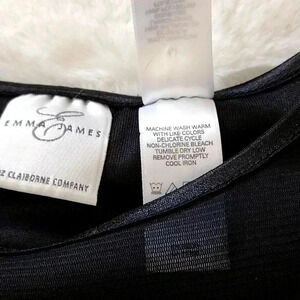 EMMA JAMES
Z CLAIBORNE COMPANY
MACHINE WASH WARM
WITH LIKE COLORS
DELICATE CYCLE
NON-CHLORINE BLEACH
TUMBLE DRY LOW
REMOVE PROMPTLY
COOL IRON